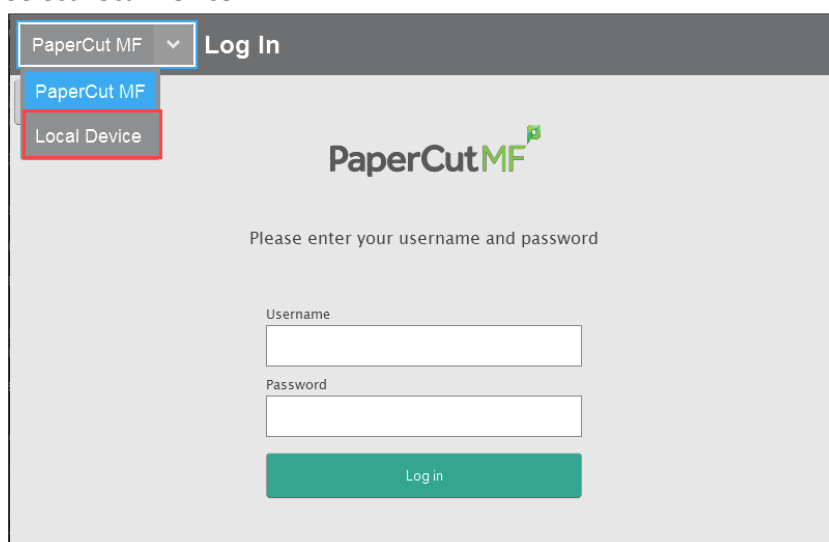 PaperCut MF Log In
PaperCut MF
Local Device
PaperCutMF
Please enter your username and password
Username
Password
Log in